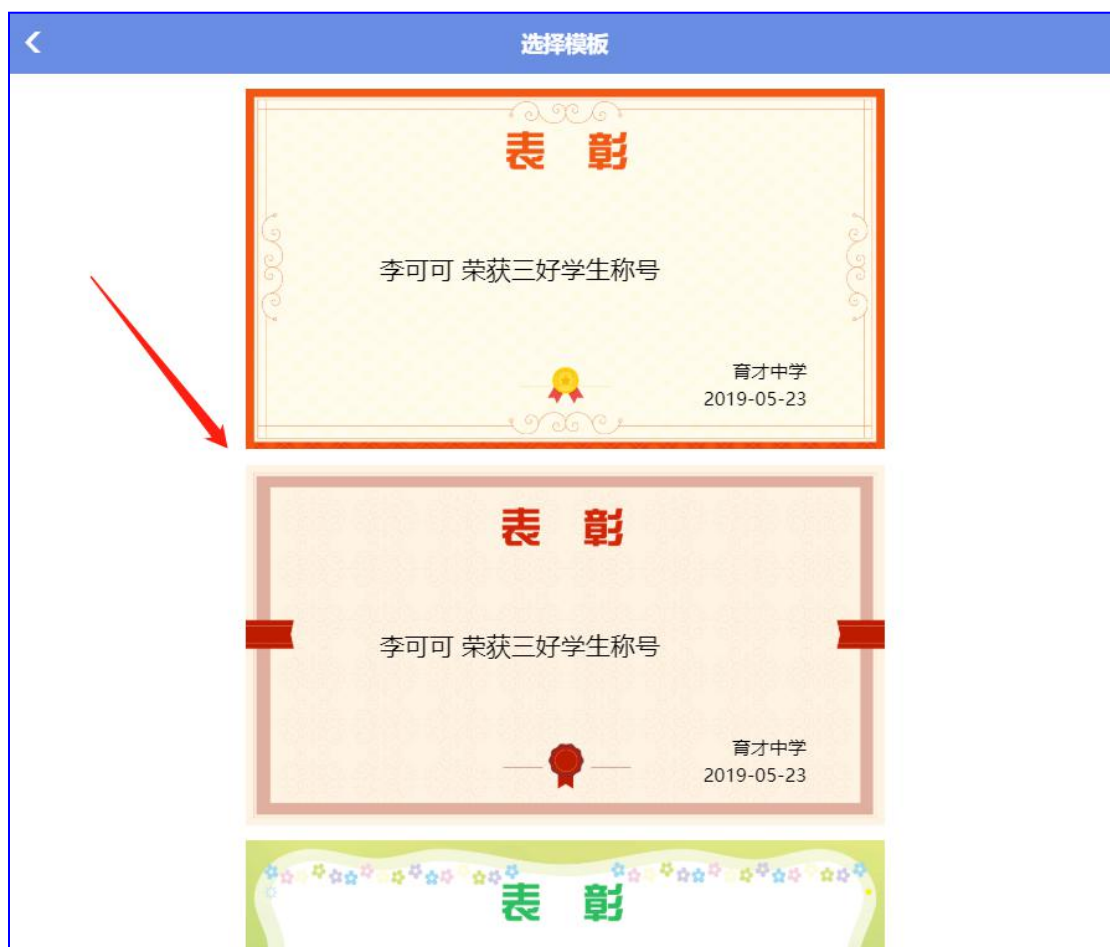 选择模板
表 彰
李可可 荣获三好学生称号
育才中学
2019-05-23
表 彰
李可可 荣获三好学生称号
育才中学
2019-05-23
表 彰